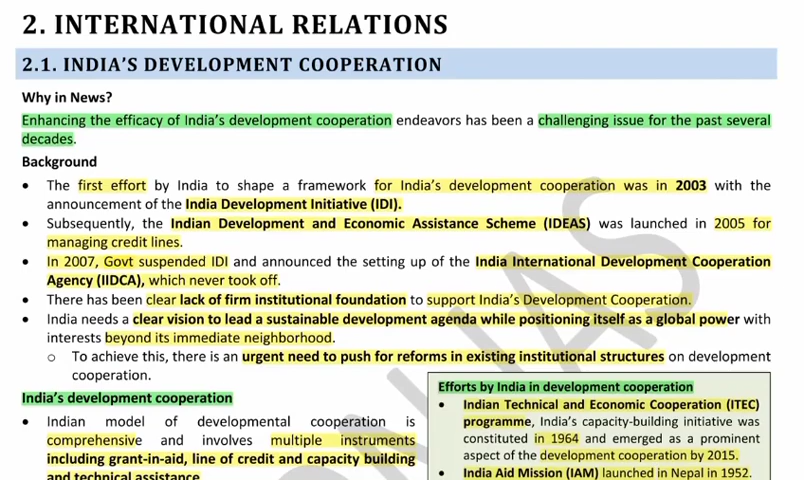 2. INTERNATIONAL RELATIONS
2.1. INDIA'S DEVELOPMENT COOPERATION
Why in News?
Enhancing the efficacy of India's development cooperation endeavors has been a challenging issue for the past several
decades.
Background
• The first effort by India to shape a framework for India's development cooperation was in 2003 with the
announcement of the India Development Initiative (IDI).
• Subsequently, the Indian Development and Economic Assistance Scheme (IDEAS) was launched in 2005 for
managing credit lines.
• In 2007, Govt suspended IDI and announced the setting up of the India International Development Cooperation
Agency (IIDCA), which never took off.
• There has been clear lack of firm institutional foundation to support India's Development Cooperation.
• India needs a clear vision to lead a sustainable development agenda while positioning itself as a global power with
interests beyond its immediate neighborhood.
o To achieve this, there is an urgent need to push for reforms in existing institutional structures on development
cooperation.
India's development cooperation
• Indian model of developmental cooperation is
comprehensive and involves multiple instruments
including grant-in-aid, line of credit and capacity building
and technical assistance.
Efforts by India in development cooperation
• Indian Technical and Economic Cooperation (ITEC)
programme, India's capacity-building initiative was
constituted in 1964 and emerged as a prominent
aspect of the development cooperation by 2015.
• India Aid Mission (IAM) launched in Nepal in 1952.